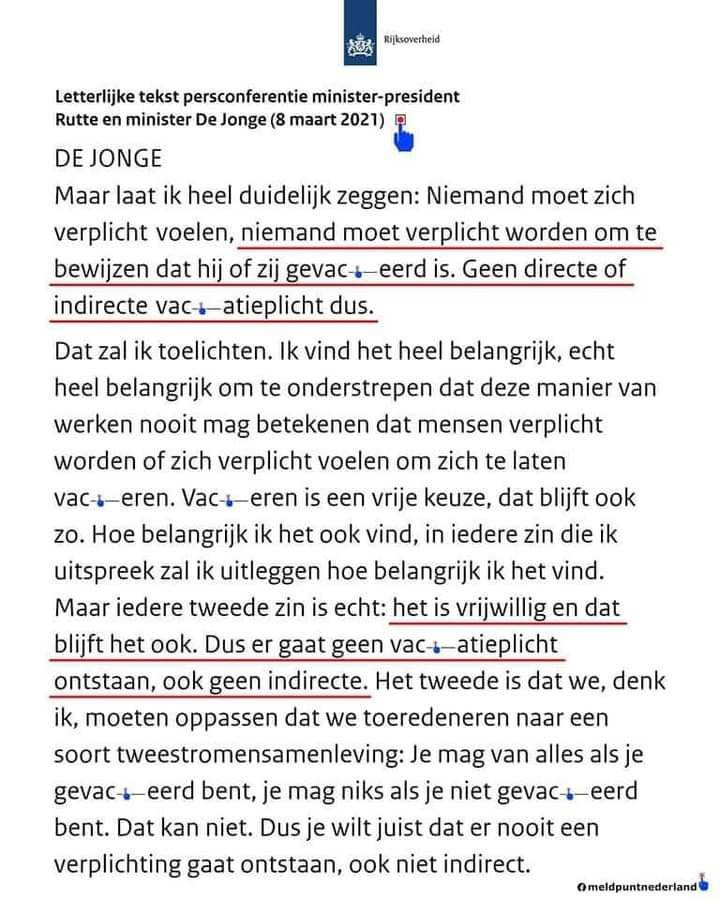 Rijksoverheid
Letterlijke tekst persconferentie minister-president
Rutte en minister De Jonge (8 maart 2021)
DE JONGE
Maar laat ik heel duidelijk zeggen: Niemand moet zich
verplicht voelen, niemand moet verplicht worden om te
bewijzen dat hij of zij gevac-eerd is. Geen directe of
indirecte vac-atieplicht dus.
Dat zal ik toelichten. Ik vind het heel belangrijk, echt
heel belangrijk om te onderstrepen dat deze manier van
werken nooit mag betekenen dat mensen verplicht
worden of zich verplicht voelen om zich te laten
vac-eren. Vac-eren is een vrije keuze, dat blijft ook
zo. Hoe belangrijk ik het ook vind, in iedere zin die ik
uitspreek zal ik uitleggen hoe belangrijk ik het vind.
Maar iedere tweede zin is echt: het is vrijwillig en dat
blijft het ook. Dus er gaat geen vac-atieplicht
ontstaan, ook geen indirecte. Het tweede is dat we, denk
ik, moeten oppassen dat we toeredeneren naar een
soort tweestromensamenleving: Je mag van alles als je
gevac-eerd bent, je mag niks als je niet gevac-eerd
bent. Dat kan niet. Dus je wilt juist dat er nooit een
verplichting gaat ontstaan, ook niet indirect.
meldpuntnederland